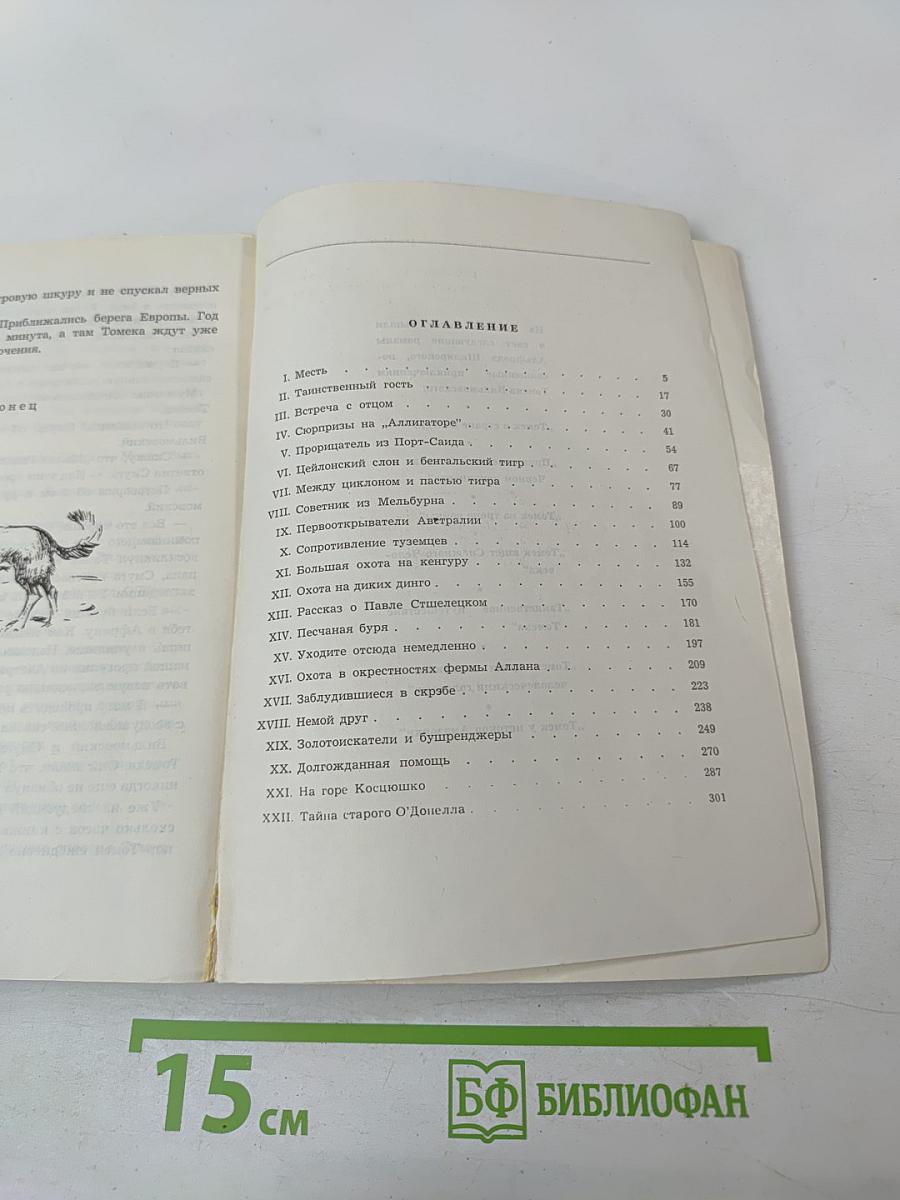 тровую шкуру и не спускал верных
Приближались берега Европы. Год
минута, а там Томека ждут уже
ючения.
онец
ОГЛАВЛЕНИЕ
I. Месть . . . . . . . . . . 5
II. Таинственный гость . . . . . . . . . . 17
III. Встреча с отцом . . . . . . . . . . 30
IV. Сюрпризы на „Аллигаторе" . . . . . . . . . . 41
V. Прорицатель из Порт-Саида . . . . . . . . . . 54
VI. Цейлонский слон и бенгальский тигр . . . . . . . 67
VII. Между циклоном и пастью тигра . . . . . . . . 77
VIII. Советник из Мельбурна . . . . . . . . . . 89
IX. Первооткрыватели Австралии . . . . . . . . . 100
X. Сопротивление туземцев . . . . . . . . . . 114
XI. Большая охота на кенгуру . . . . . . . . . . 132
XII. Охота на диких динго . . . . . . . . . . 155
XIII. Рассказ о Павле Стшелецком . . . . . . . . . 170
XIV. Песчаная буря . . . . . . . . . . 181
XV. Уходите отсюда немедленно . . . . . . . . . . 197
XVI. Охота в окрестностях фермы Аллана . . . . . . . 209
XVII. Заблудившиеся в скрэбе . . . . . . . . . . 223
XVIII. Немой друг . . . . . . . . . . 238
XIX. Золотоискатели и бушренджеры . . . . . . . . 249
XX. Долгожданная помощь . . . . . . . . . . 270
XXI. На горе Косцюшко . . . . . . . . . . 287
XXII. Тайна старого О'Донелла . . . . . . . . . . 301
15 см
БФ БИБЛИОФАН